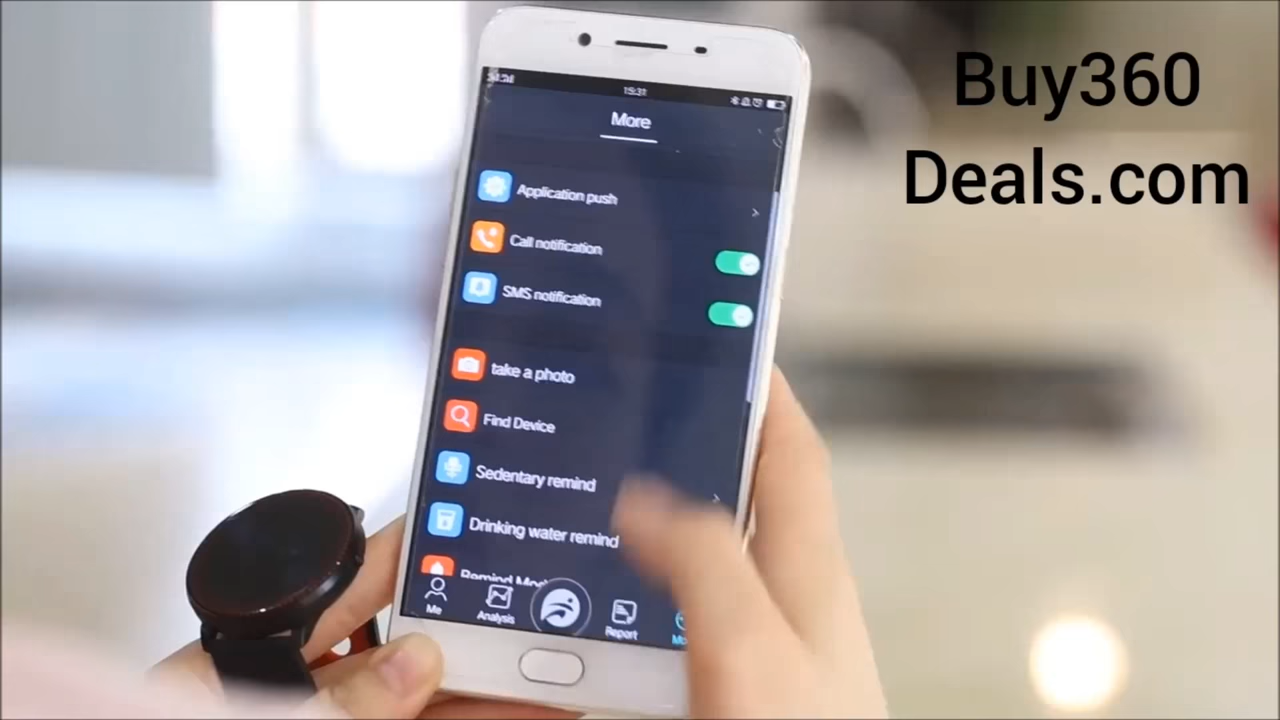 Buy360
Deals.com
15:31
More
Application push
Call notification
SMS notification
take a photo
Find Device
Sedentary remind
Drinking water remind
Me
Analysis
Report